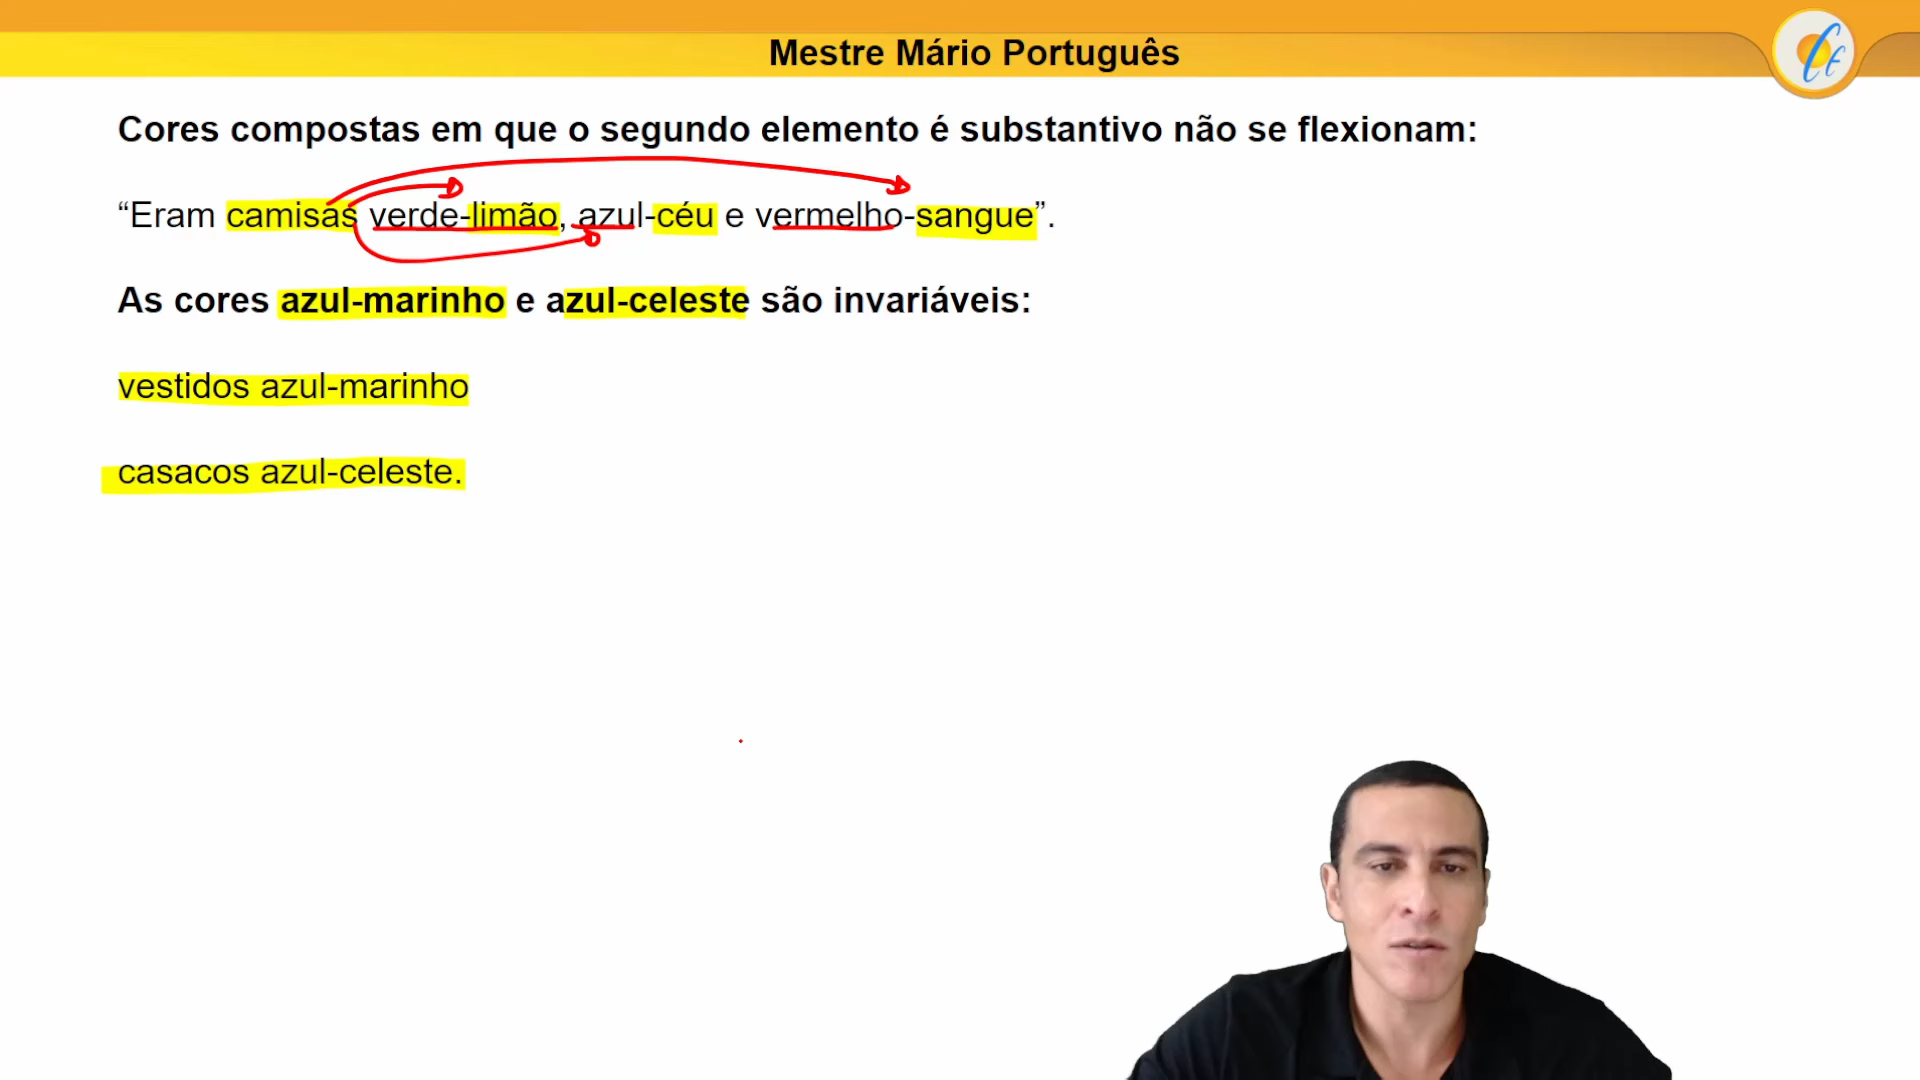 Mestre Mário Português
Cores compostas em que o segundo elemento é substantivo não se flexionam:
“Eram camisas verde-limão, azul-céu e vermelho-sangue”.
As cores azul-marinho e azul-celeste são invariáveis:
vestidos azul-marinho
casacos azul-celeste.